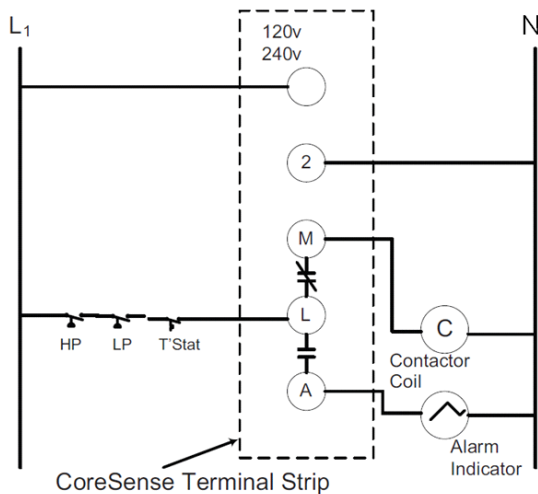 L1
N
120v
240v
2
M
L
HP
LP
T'Stat
C
Contactor
Coil
A
Alarm
Indicator
CoreSense Terminal Strip